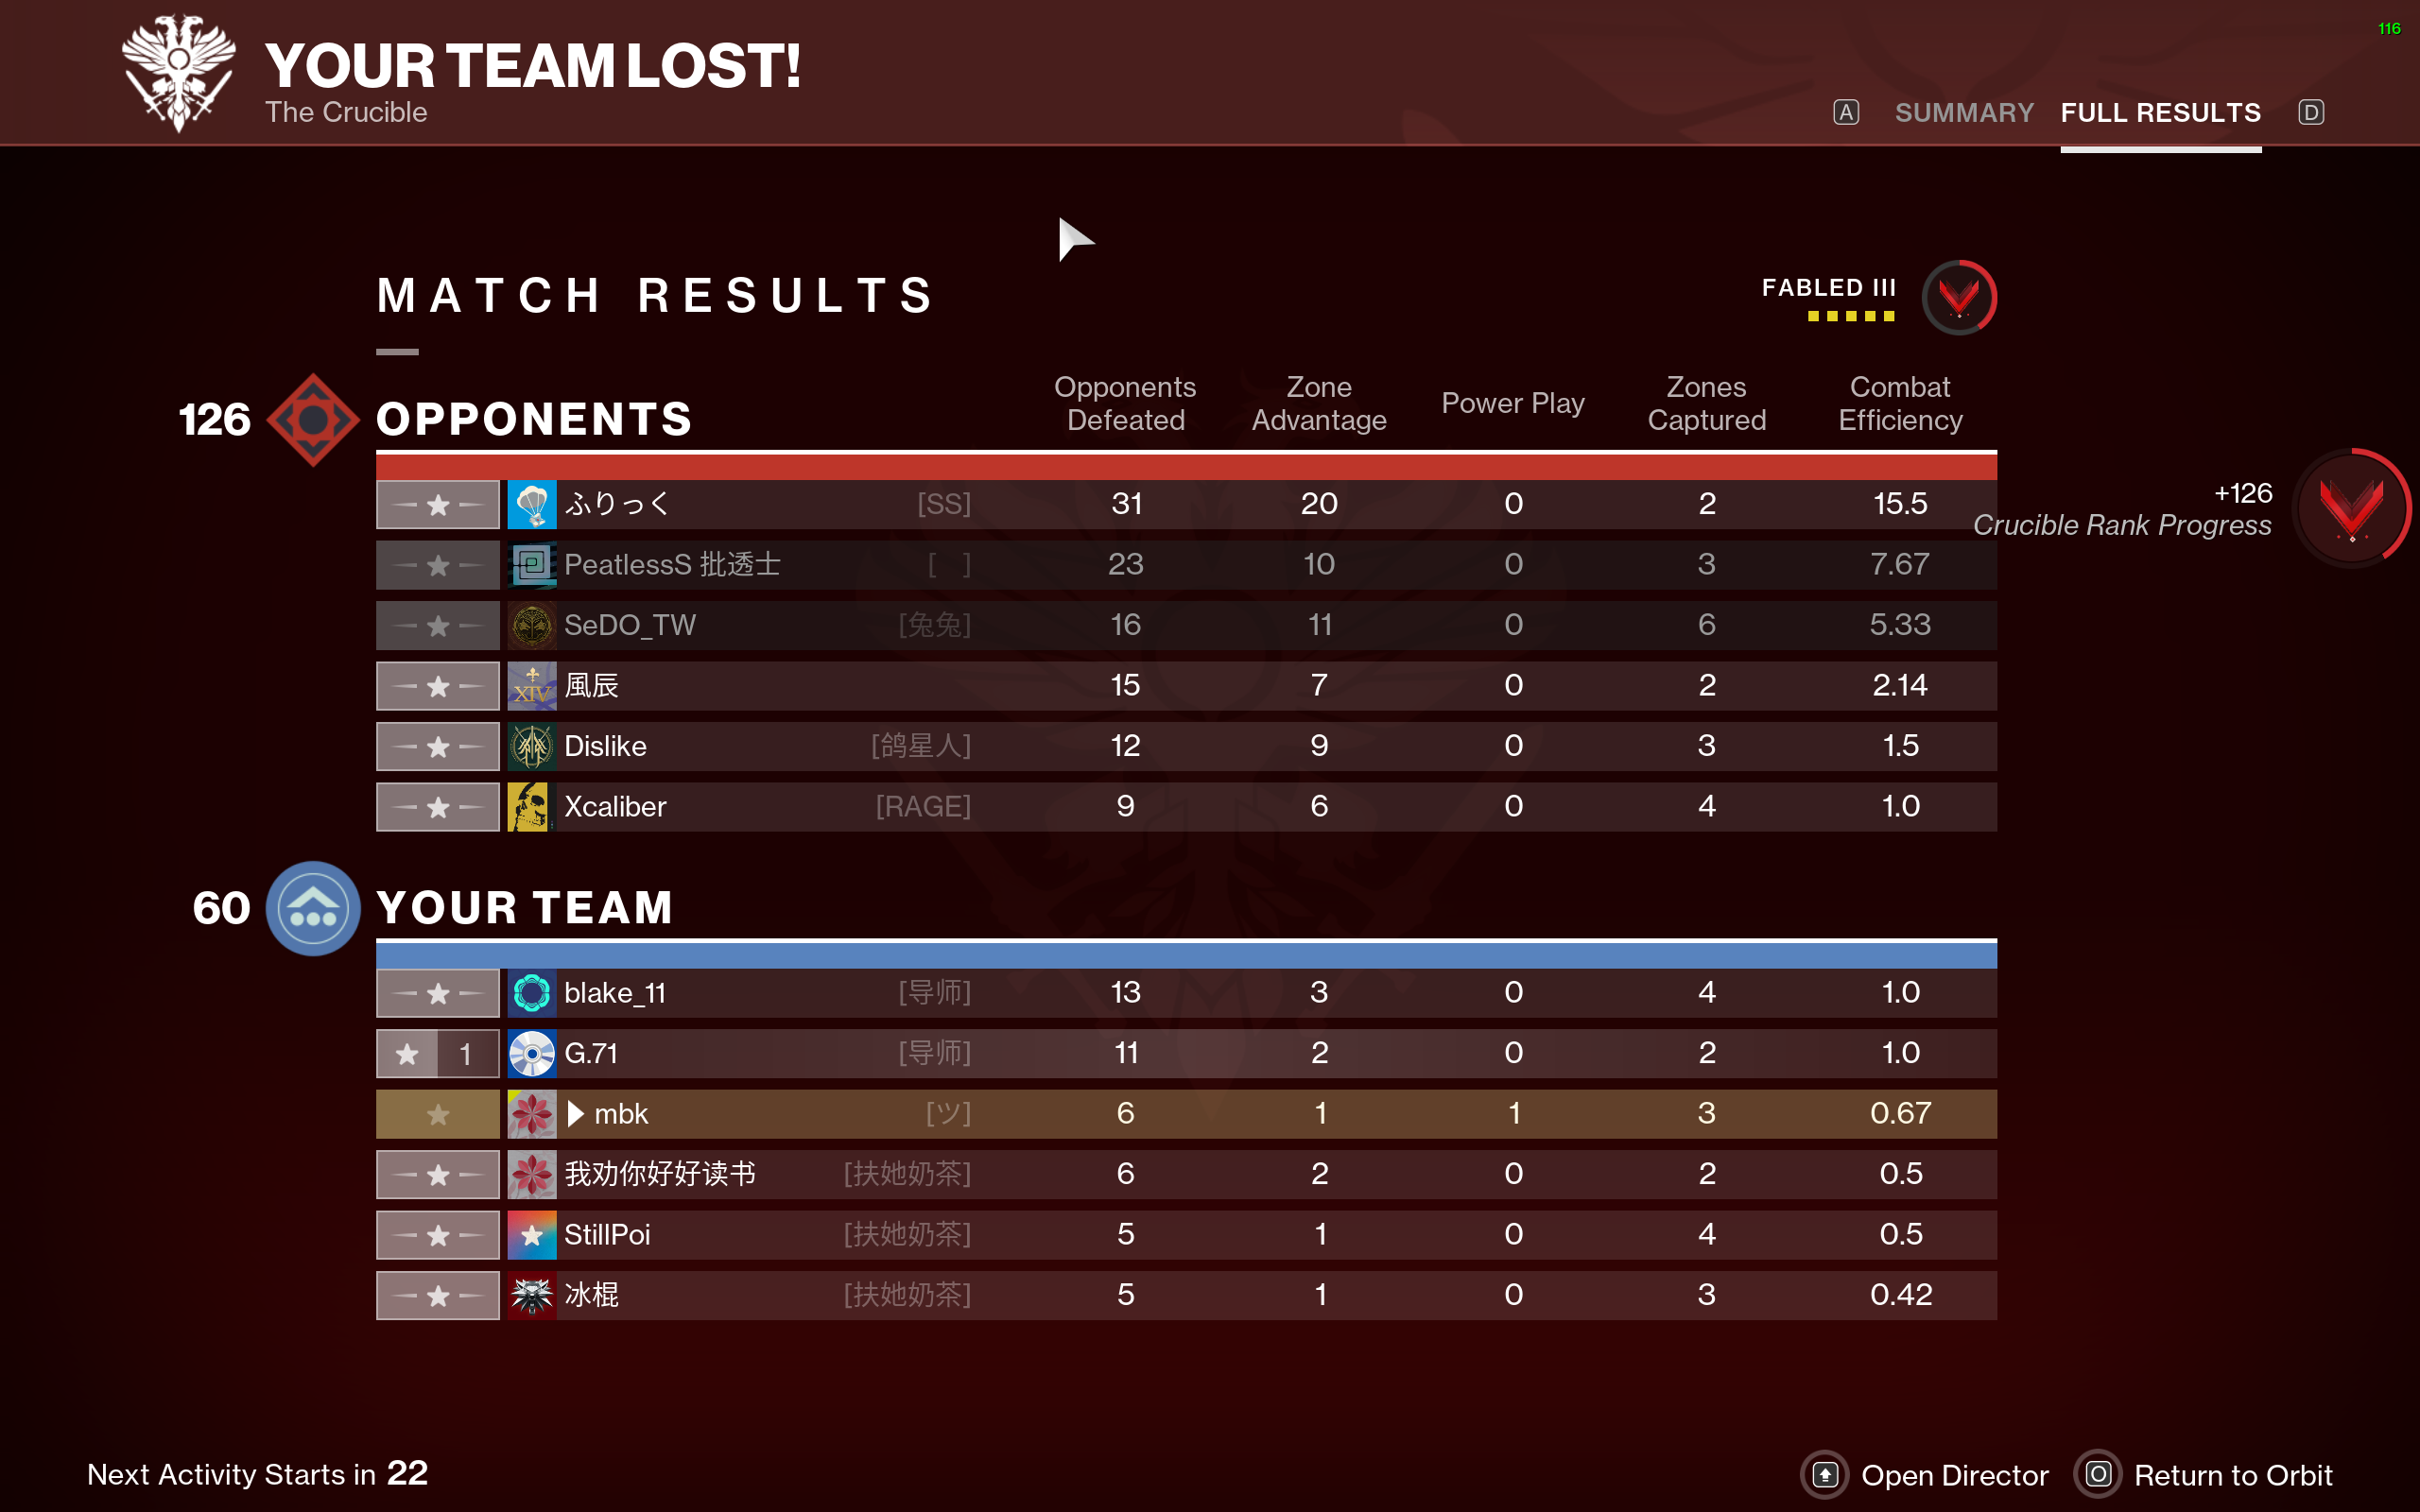 116
YOUR TEAM LOST!
The Crucible
A SUMMARY FULL RESULTS D
MATCH RESULTS
FABLED III
126 OPPONENTS Opponents Defeated Zone Advantage Power Play Zones Captured Combat Efficiency
ふりっく [SS] 31 20 0 2 15.5
+126
Crucible Rank Progress
PeatlessS 批透士 [ ] 23 10 0 3 7.67
SeDO_TW [兔兔] 16 11 0 6 5.33
XIV 風辰 15 7 0 2 2.14
Dislike [鸽星人] 12 9 0 3 1.5
Xcaliber [RAGE] 9 6 0 4 1.0
60 YOUR TEAM
blake_11 [导师] 13 3 0 4 1.0
1 G.71 [导师] 11 2 0 2 1.0
mbk [ツ] 6 1 1 3 0.67
我劝你好好读书 [扶她奶茶] 6 2 0 2 0.5
StillPoi [扶她奶茶] 5 1 0 4 0.5
冰棍 [扶她奶茶] 5 1 0 3 0.42
Next Activity Starts in 22
Open Director O Return to Orbit